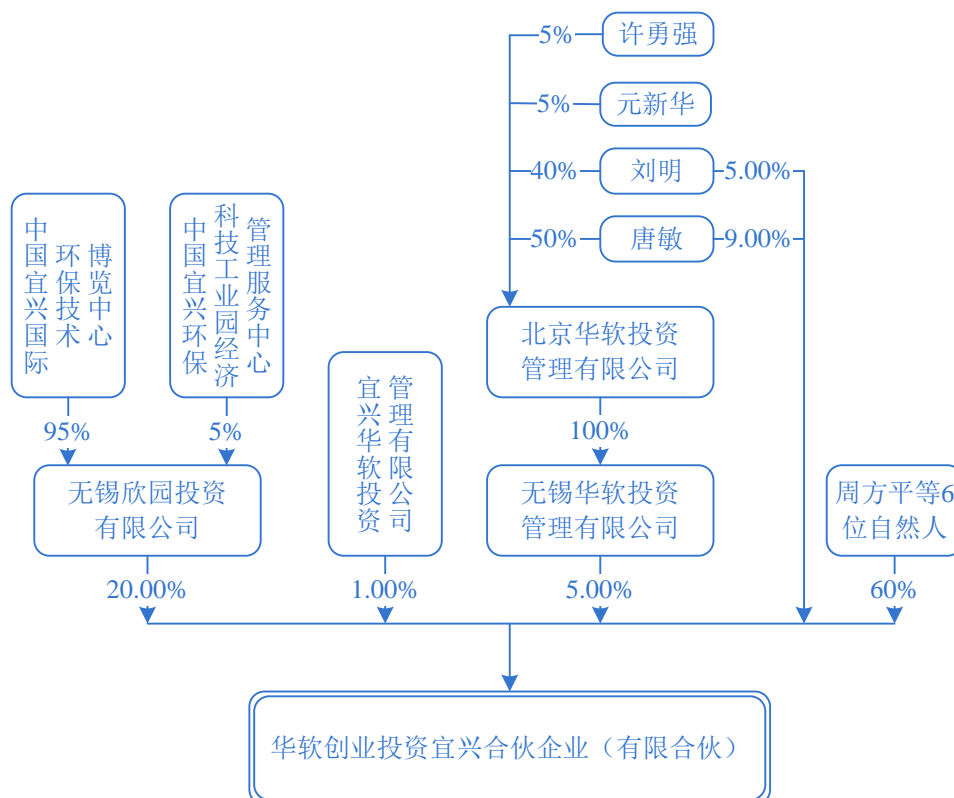 5%
许勇强
5%
元新华
40%
刘明
5.00%
50%
唐敏
9.00%
中国宜兴国际
环保技术
博览中心
中国宜兴环保
科技工业园经济
管理服务中心
北京华软投资
管理有限公司
宜兴华软投资
管理有限公司
95%
5%
100%
无锡欣园投资
有限公司
无锡华软投资
管理有限公司
周方平等6
位自然人
20.00%
1.00%
5.00%
60%
华软创业投资宜兴合伙企业（有限合伙）